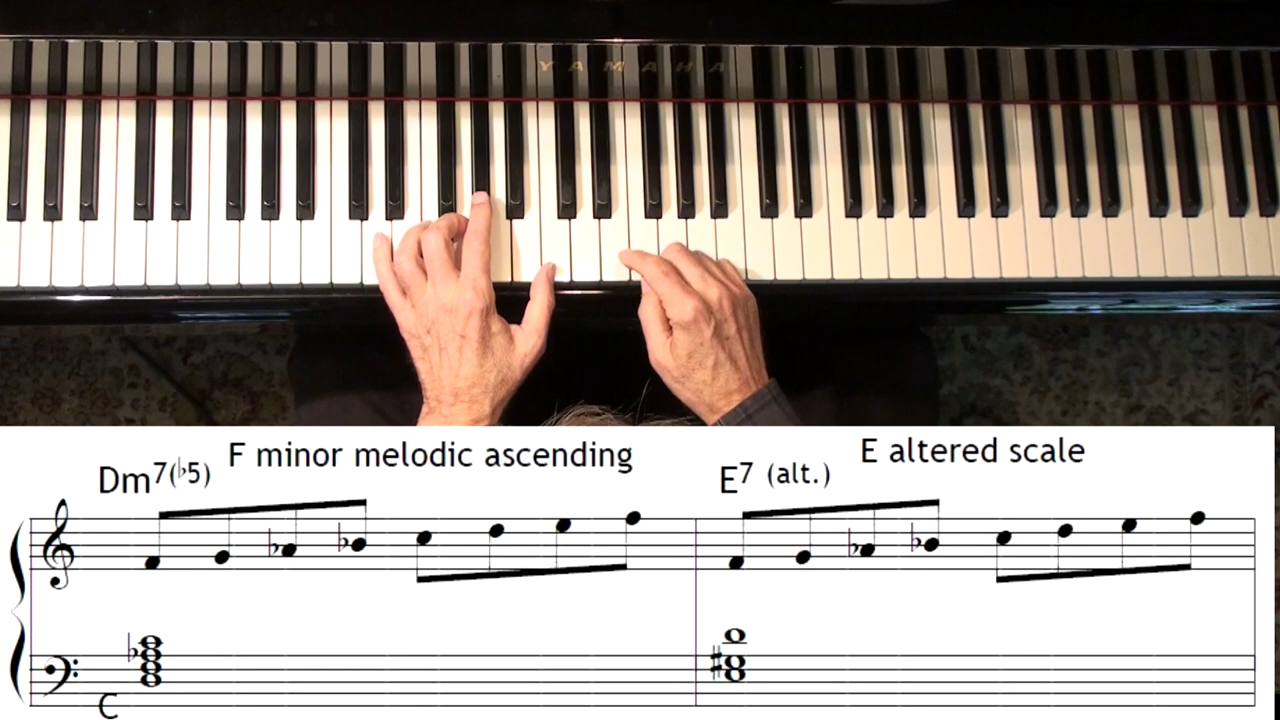 YAMAHA
F minor melodic ascending
E altered scale
Dm7(♭5)
E7 (alt.)
C